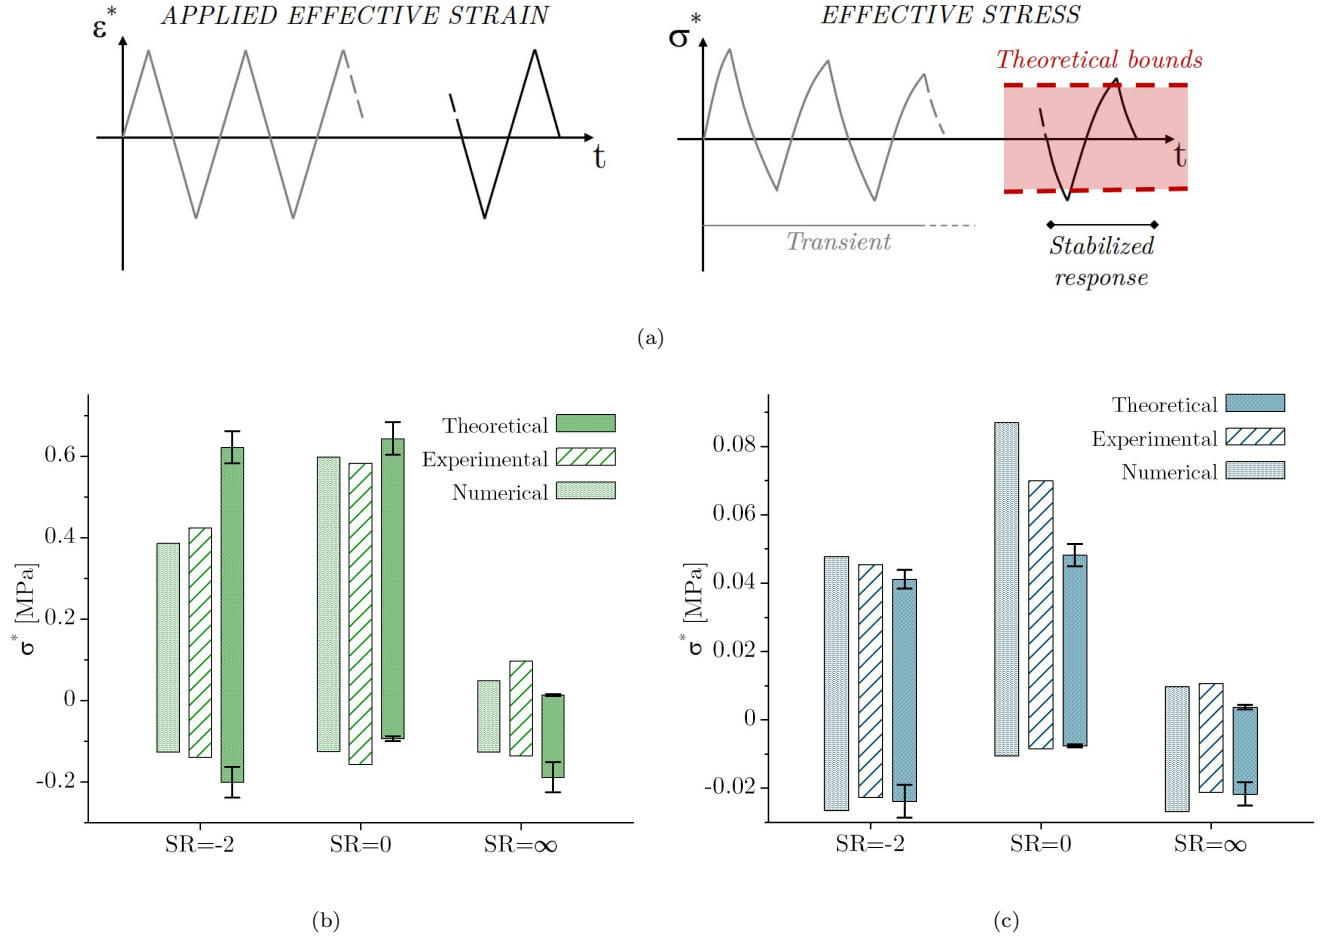 APPLIED EFFECTIVE STRAIN
ε*
t
EFFECTIVE STRESS
σ*
Theoretical bounds
t
Transient
Stabilized
response
(a)
Theoretical
Experimental
Numerical
σ* [MPa]
0.6
0.4
0.2
0
-0.2
SR=-2
SR=0
SR=∞
(b)
Theoretical
Experimental
Numerical
σ* [MPa]
0.08
0.06
0.04
0.02
0
-0.02
SR=-2
SR=0
SR=∞
(c)